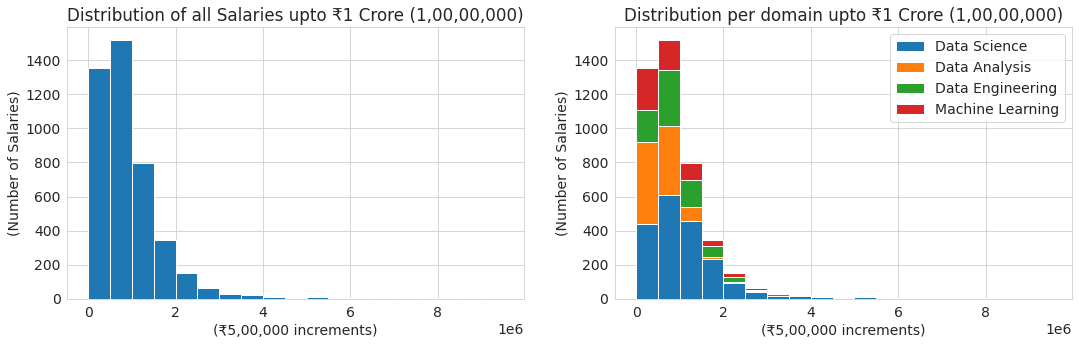 Distribution of all Salaries upto ₹1 Crore (1,00,00,000)
(Number of Salaries)
1400
1200
1000
800
600
400
200
0
0 2 4 6 8
1e6
(₹5,00,000 increments)
Distribution per domain upto ₹1 Crore (1,00,00,000)
(Number of Salaries)
1400
1200
1000
800
600
400
200
0
Data Science
Data Analysis
Data Engineering
Machine Learning
0 2 4 6 8
1e6
(₹5,00,000 increments)